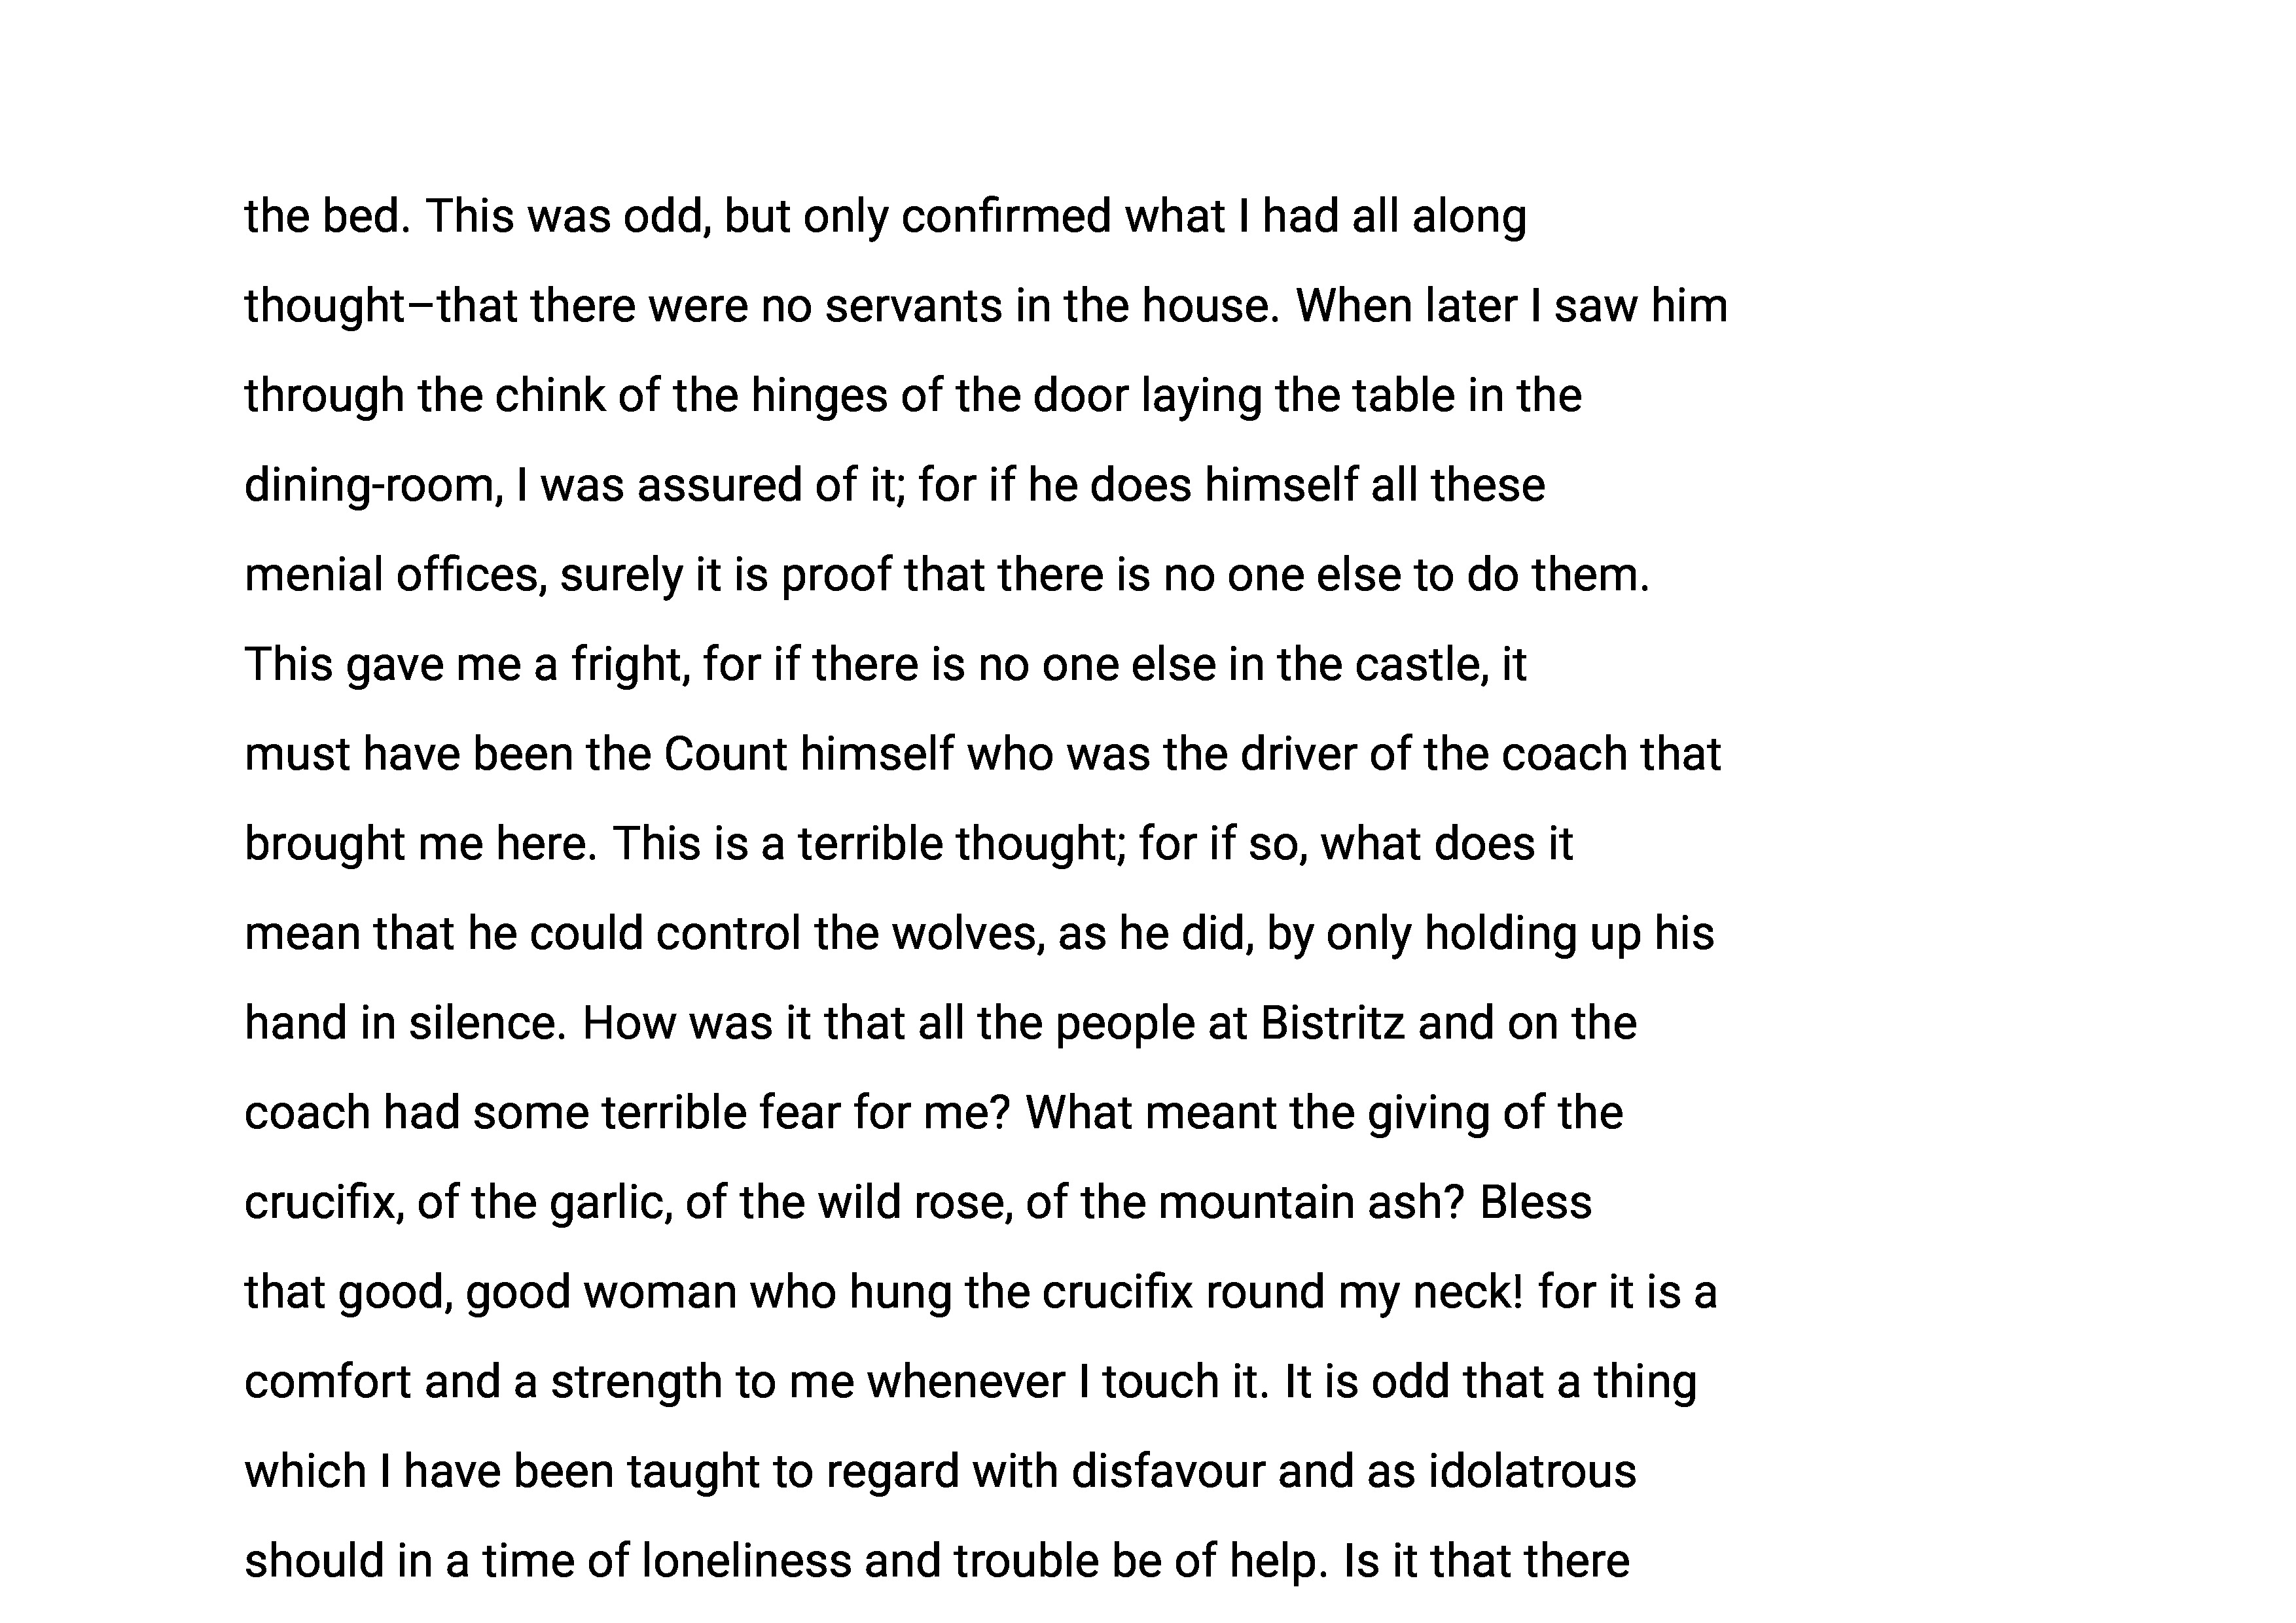 the bed. This was odd, but only confirmed what I had all along
thought–that there were no servants in the house. When later I saw him
through the chink of the hinges of the door laying the table in the
dining-room, I was assured of it; for if he does himself all these
menial offices, surely it is proof that there is no one else to do them.
This gave me a fright, for if there is no one else in the castle, it
must have been the Count himself who was the driver of the coach that
brought me here. This is a terrible thought; for if so, what does it
mean that he could control the wolves, as he did, by only holding up his
hand in silence. How was it that all the people at Bistritz and on the
coach had some terrible fear for me? What meant the giving of the
crucifix, of the garlic, of the wild rose, of the mountain ash? Bless
that good, good woman who hung the crucifix round my neck! for it is a
comfort and a strength to me whenever I touch it. It is odd that a thing
which I have been taught to regard with disfavour and as idolatrous
should in a time of loneliness and trouble be of help. Is it that there